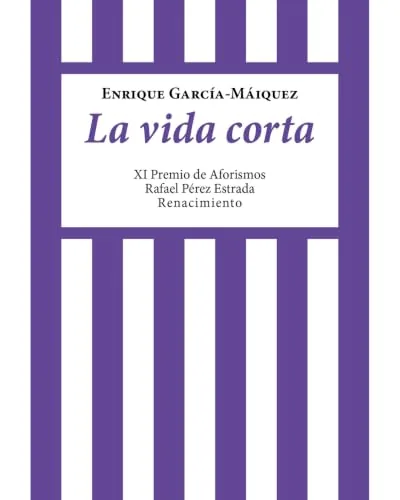 Enrique García-Máiquez
La vida corta
XI Premio de Aforismos
Rafael Pérez Estrada
Renacimiento